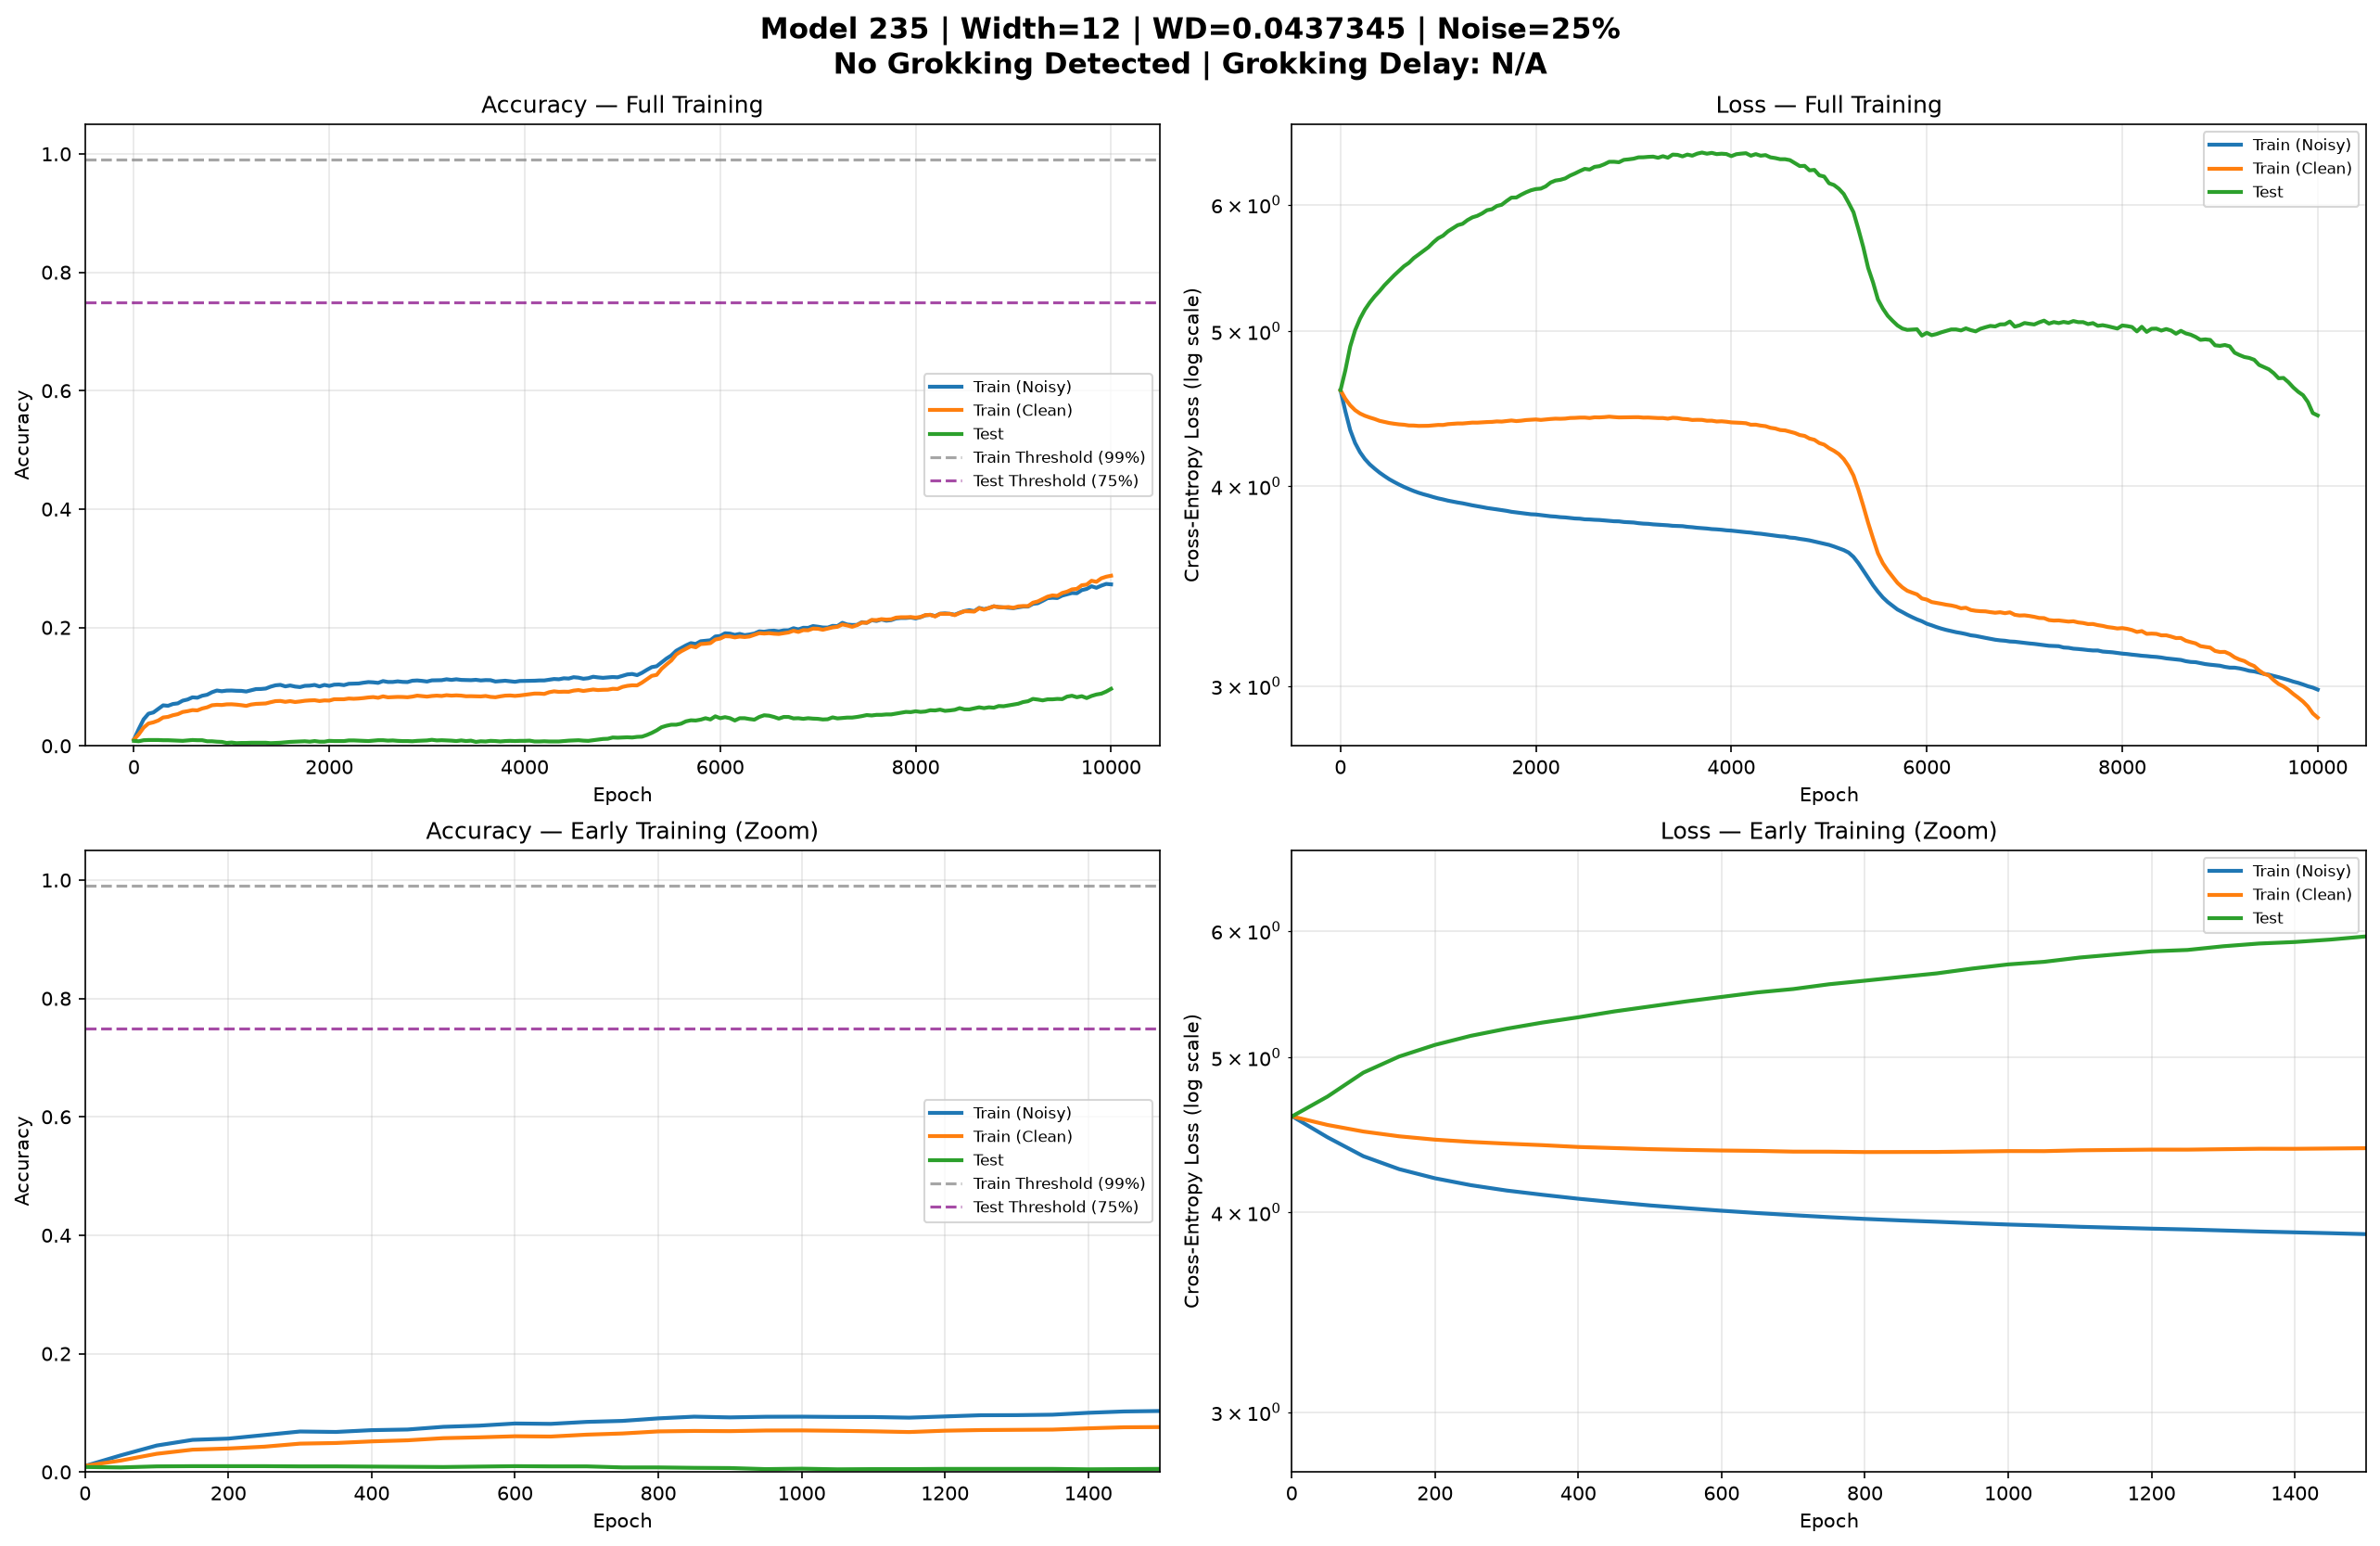 Model 235 | Width=12 | WD=0.0437345 | Noise=25%
No Grokking Detected | Grokking Delay: N/A
Accuracy — Full Training
Accuracy
1.0
0.8
0.6
0.4
0.2
0.0
0 2000 4000 6000 8000 10000
Epoch
Train (Noisy)
Train (Clean)
Test
Train Threshold (99%)
Test Threshold (75%)
Loss — Full Training
Cross-Entropy Loss (log scale)
6 × 10⁰
5 × 10⁰
4 × 10⁰
3 × 10⁰
0 2000 4000 6000 8000 10000
Epoch
Train (Noisy)
Train (Clean)
Test
Accuracy — Early Training (Zoom)
Accuracy
1.0
0.8
0.6
0.4
0.2
0.0
0 200 400 600 800 1000 1200 1400
Epoch
Train (Noisy)
Train (Clean)
Test
Train Threshold (99%)
Test Threshold (75%)
Loss — Early Training (Zoom)
Cross-Entropy Loss (log scale)
6 × 10⁰
5 × 10⁰
4 × 10⁰
3 × 10⁰
0 200 400 600 800 1000 1200 1400
Epoch
Train (Noisy)
Train (Clean)
Test